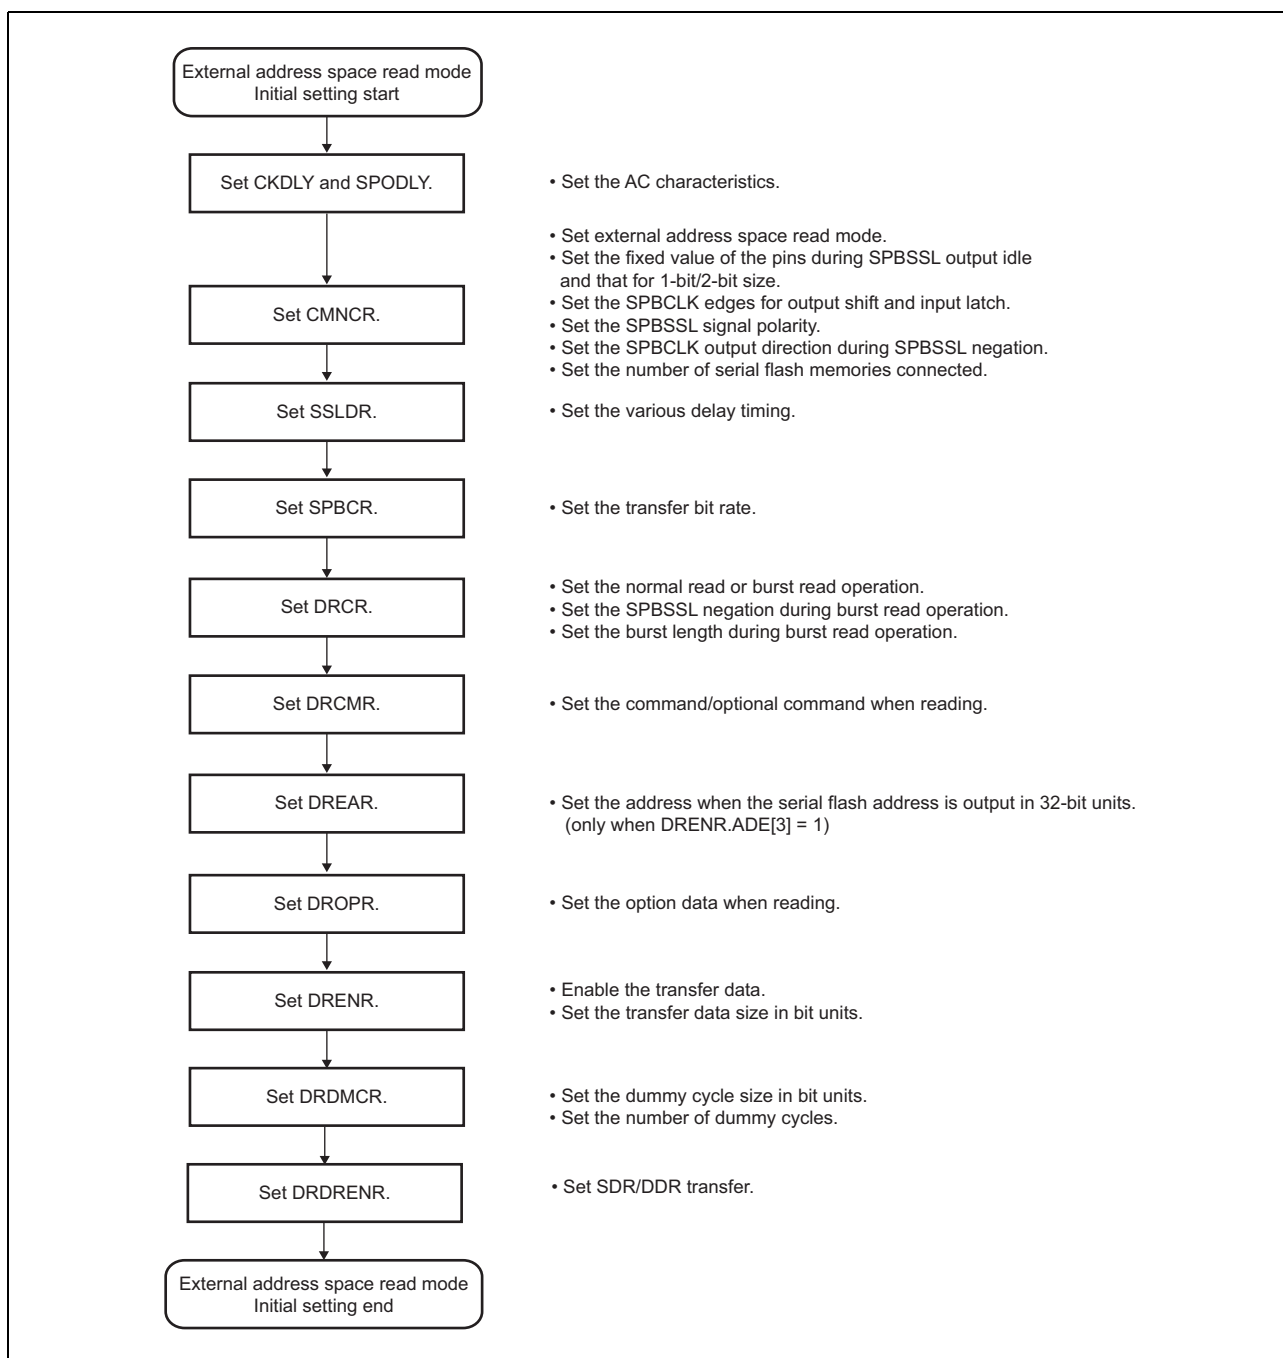 External address space read mode
Initial setting start
Set CKDLY and SPODLY.
• Set the AC characteristics.
Set CMNCR.
• Set external address space read mode.
• Set the fixed value of the pins during SPBSSL output idle
and that for 1-bit/2-bit size.
• Set the SPBCLK edges for output shift and input latch.
• Set the SPBSSL signal polarity.
• Set the SPBCLK output direction during SPBSSL negation.
• Set the number of serial flash memories connected.
Set SSLDR.
• Set the various delay timing.
Set SPBCR.
• Set the transfer bit rate.
Set DRCR.
• Set the normal read or burst read operation.
• Set the SPBSSL negation during burst read operation.
• Set the burst length during burst read operation.
Set DRCMR.
• Set the command/optional command when reading.
Set DREAR.
• Set the address when the serial flash address is output in 32-bit units.
(only when DRENR.ADE[3] = 1)
Set DROPR.
• Set the option data when reading.
Set DRENR.
• Enable the transfer data.
• Set the transfer data size in bit units.
Set DRDMCR.
• Set the dummy cycle size in bit units.
• Set the number of dummy cycles.
Set DRDRENR.
• Set SDR/DDR transfer.
External address space read mode
Initial setting end